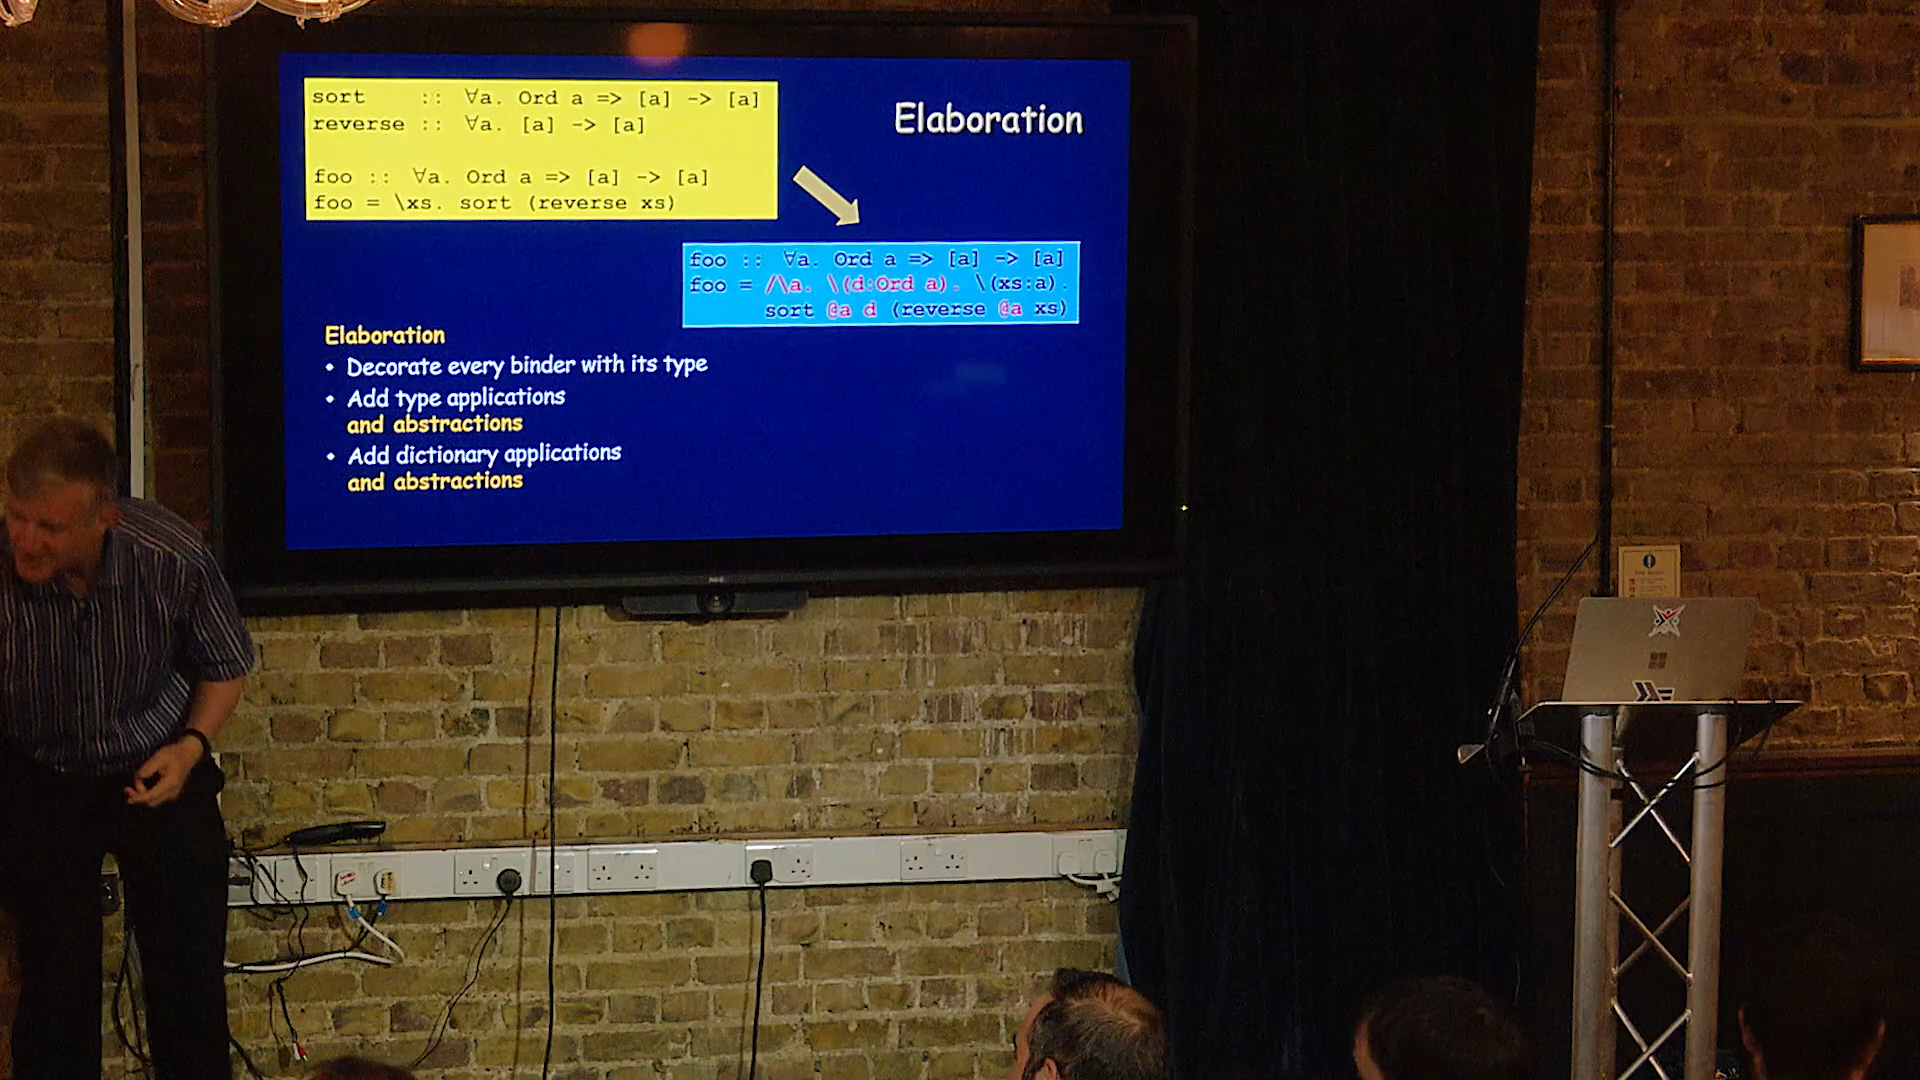 sort    :: ∀a. Ord a => [a] -> [a]
reverse :: ∀a. [a] -> [a]
foo :: ∀a. Ord a => [a] -> [a]
foo = \xs. sort (reverse xs)
Elaboration
foo :: ∀a. Ord a => [a] -> [a]
foo = /\a. \(d:Ord a). \(xs:a).
sort @a d (reverse @a xs)
Elaboration
• Decorate every binder with its type
• Add type applications
and abstractions
• Add dictionary applications
and abstractions